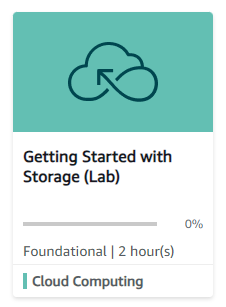 Getting Started with
Storage (Lab)
0%
Foundational | 2 hour(s)
Cloud Computing